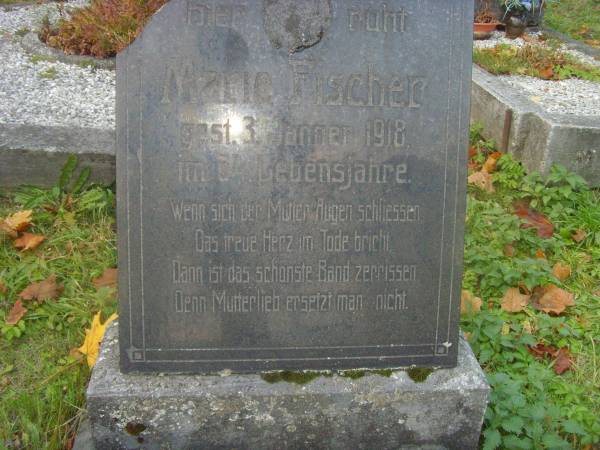 Hier ruht
Marie Fischer
gest. 3. Jänner 1918
im Lebensjahre.
Wenn sich der Mutter Augen schliessen,
Das treue Herz im Tode bricht,
Dann ist das schönste Band zerrissen
Denn Mutterlieb ersetzt man nicht.